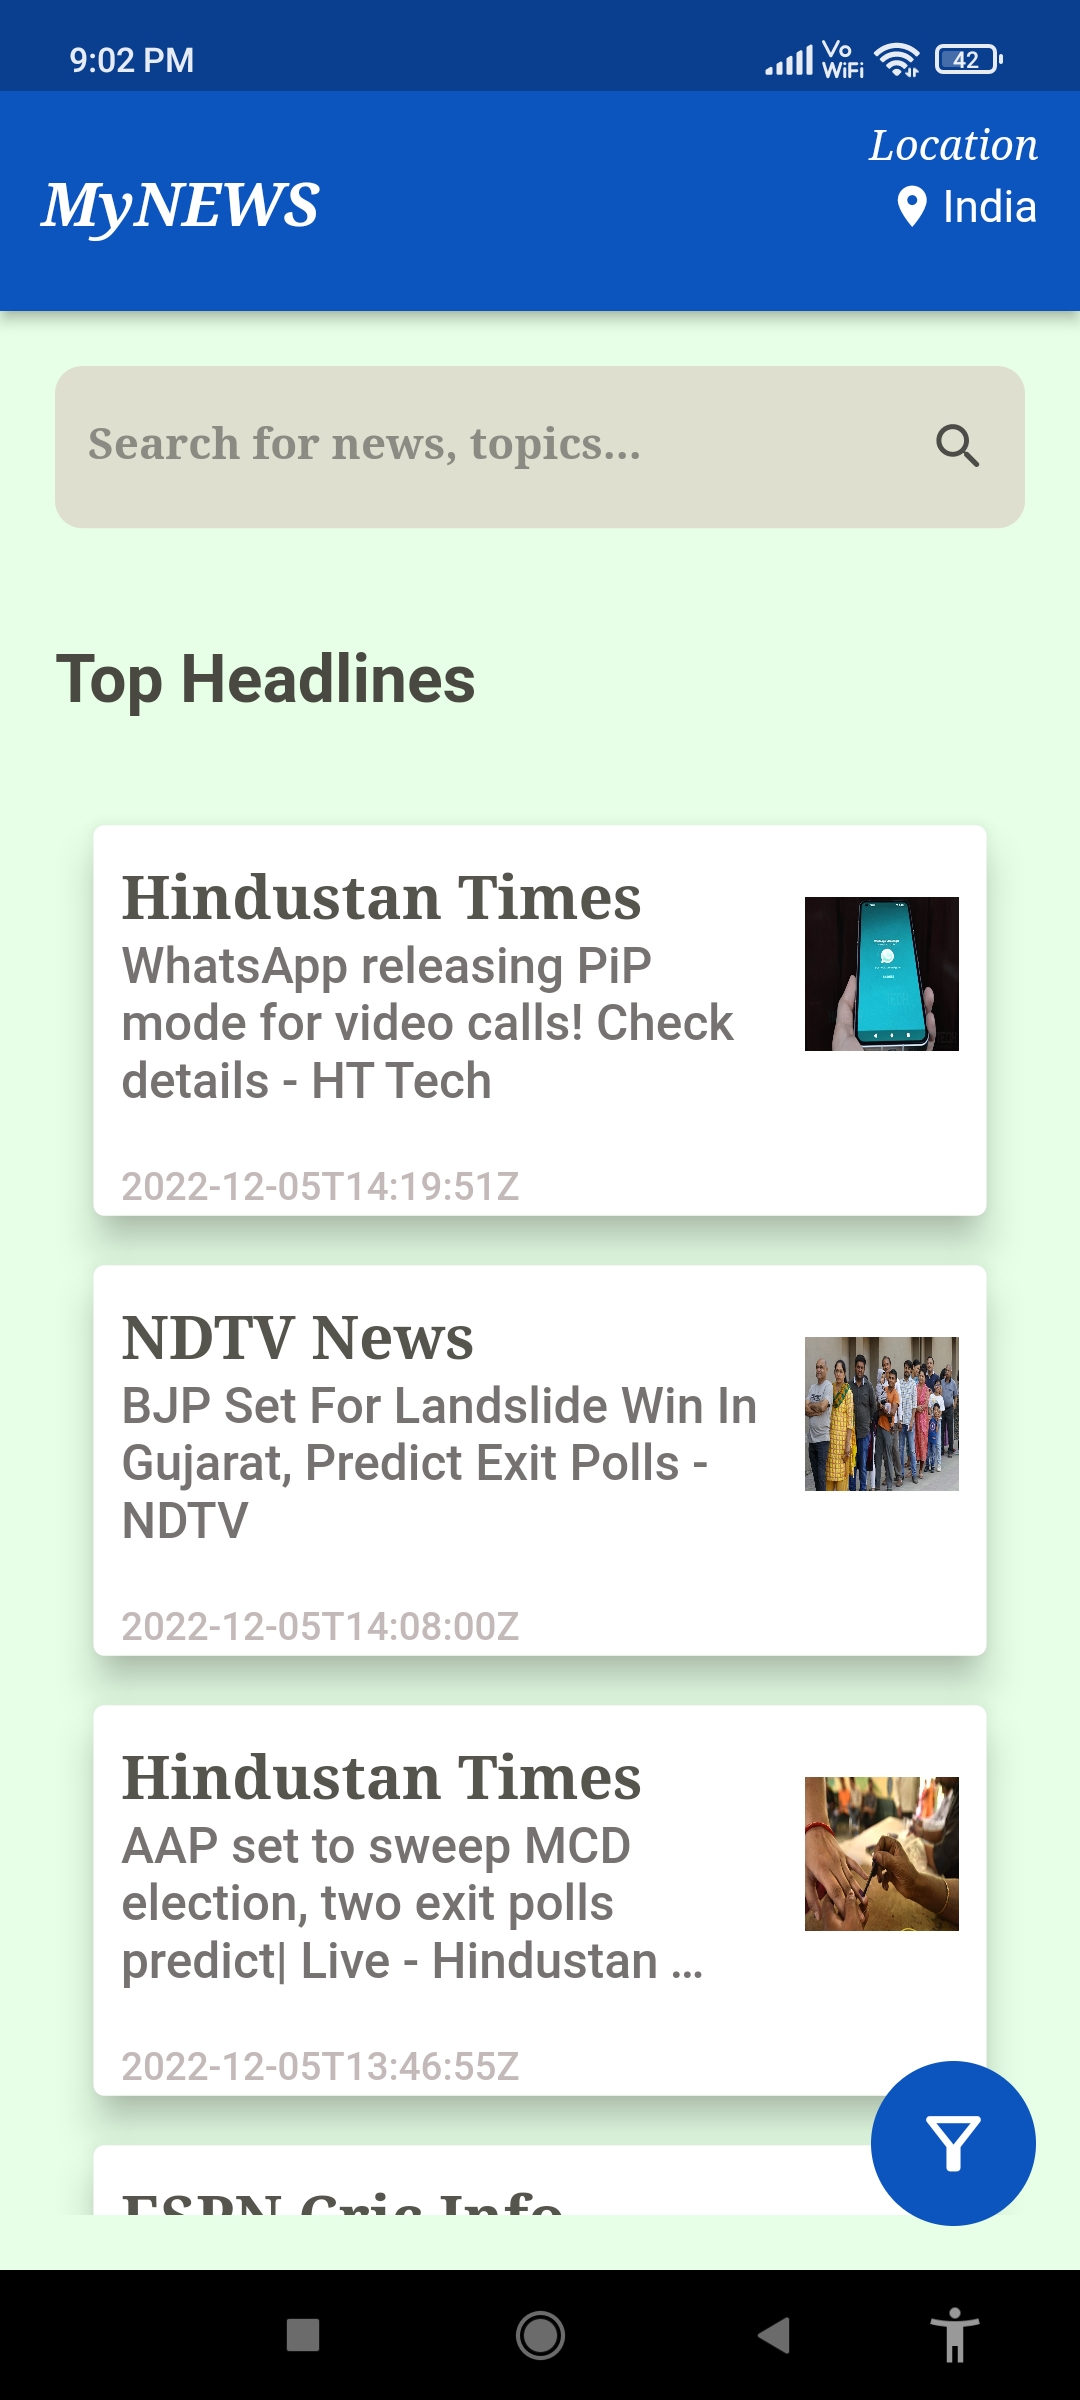 9:02 PM
Vo
WiFi
42
Location
MyNEWS
India
Search for news, topics...
Top Headlines
Hindustan Times
WhatsApp releasing PiP
mode for video calls! Check
details - HT Tech
2022-12-05T14:19:51Z
NDTV News
BJP Set For Landslide Win In
Gujarat, Predict Exit Polls -
NDTV
2022-12-05T14:08:00Z
Hindustan Times
AAP set to sweep MCD
election, two exit polls
predict| Live - Hindustan ...
2022-12-05T13:46:55Z
ESPN Cric Info